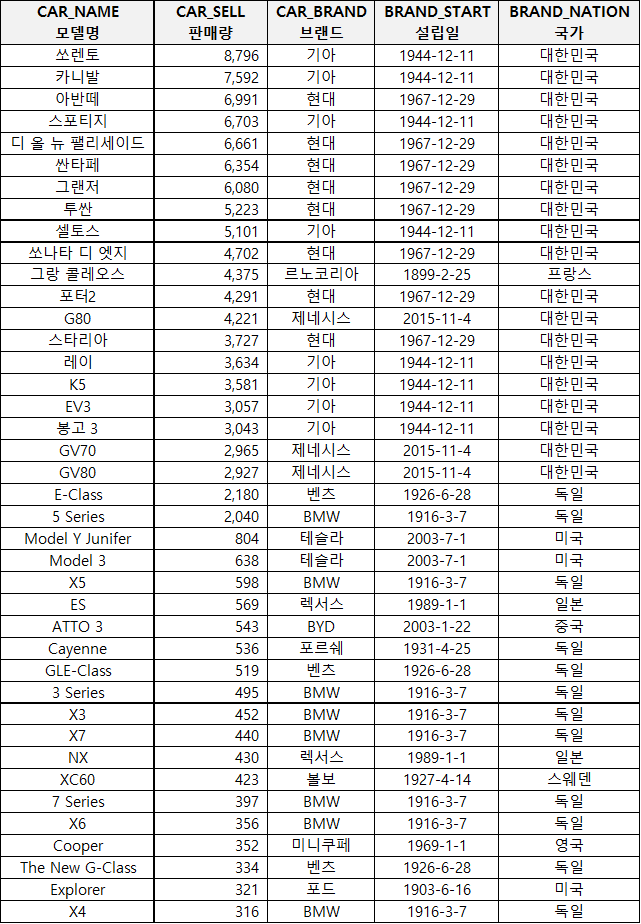 CAR_NAME CAR_SELL CAR_BRAND BRAND_START BRAND_NATION
모델명 판매량 브랜드 설립일 국가
쏘렌토 8,796 기아 1944-12-11 대한민국
카니발 7,592 기아 1944-12-11 대한민국
아반떼 6,991 현대 1967-12-29 대한민국
스포티지 6,703 기아 1944-12-11 대한민국
디 올 뉴 팰리세이드 6,661 현대 1967-12-29 대한민국
싼타페 6,354 현대 1967-12-29 대한민국
그랜저 6,080 현대 1967-12-29 대한민국
투싼 5,223 현대 1967-12-29 대한민국
셀토스 5,101 기아 1944-12-11 대한민국
쏘나타 디 엣지 4,702 현대 1967-12-29 대한민국
그랑 콜레오스 4,375 르노코리아 1899-2-25 프랑스
포터2 4,291 현대 1967-12-29 대한민국
G80 4,221 제네시스 2015-11-4 대한민국
스타리아 3,727 현대 1967-12-29 대한민국
레이 3,634 기아 1944-12-11 대한민국
K5 3,581 기아 1944-12-11 대한민국
EV3 3,057 기아 1944-12-11 대한민국
봉고 3 3,043 기아 1944-12-11 대한민국
GV70 2,965 제네시스 2015-11-4 대한민국
GV80 2,927 제네시스 2015-11-4 대한민국
E-Class 2,180 벤츠 1926-6-28 독일
5 Series 2,040 BMW 1916-3-7 독일
Model Y Junifer 804 테슬라 2003-7-1 미국
Model 3 638 테슬라 2003-7-1 미국
X5 598 BMW 1916-3-7 독일
ES 569 렉서스 1989-1-1 일본
ATTO 3 543 BYD 2003-1-22 중국
Cayenne 536 포르쉐 1931-4-25 독일
GLE-Class 519 벤츠 1926-6-28 독일
3 Series 495 BMW 1916-3-7 독일
X3 452 BMW 1916-3-7 독일
X7 440 BMW 1916-3-7 독일
NX 430 렉서스 1989-1-1 일본
XC60 423 볼보 1927-4-14 스웨덴
7 Series 397 BMW 1916-3-7 독일
X6 356 BMW 1916-3-7 독일
Cooper 352 미니쿠페 1969-1-1 영국
The New G-Class 334 벤츠 1926-6-28 독일
Explorer 321 포드 1903-6-16 미국
X4 316 BMW 1916-3-7 독일